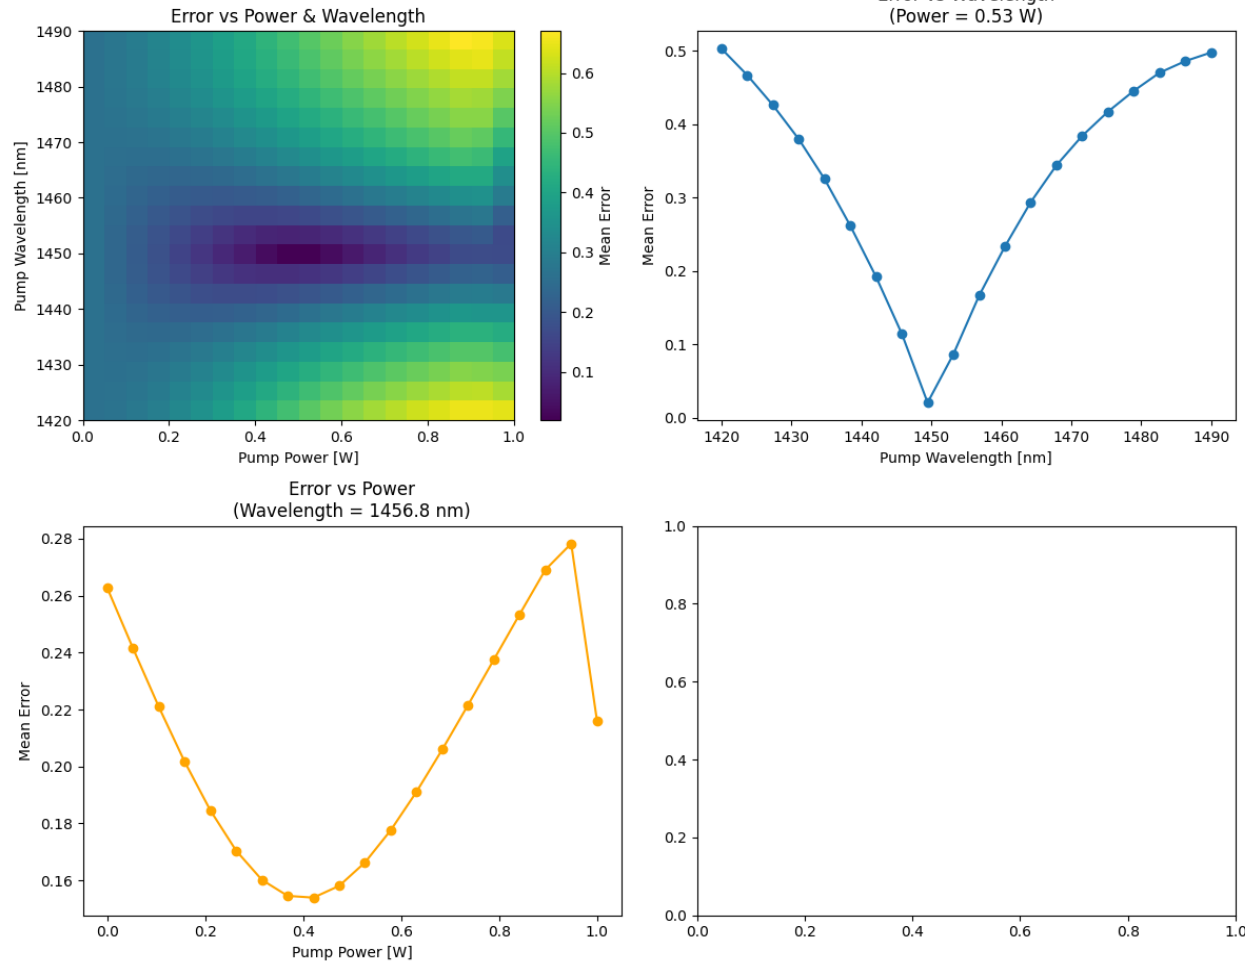 Error vs Power & Wavelength
1490
1480
1470
1460
1450
1440
1430
1420
0.0 0.2 0.4 0.6 0.8 1.0
Pump Power [W]
Pump Wavelength [nm]
0.6
0.5
0.4
0.3
0.2
0.1
Mean Error
Error vs Wavelength
(Power = 0.53 W)
0.5
0.4
0.3
0.2
0.1
0.0
1420 1430 1440 1450 1460 1470 1480 1490
Pump Wavelength [nm]
Mean Error
Error vs Power
(Wavelength = 1456.8 nm)
0.28
0.26
0.24
0.22
0.20
0.18
0.16
0.0 0.2 0.4 0.6 0.8 1.0
Pump Power [W]
Mean Error
1.0
0.8
0.6
0.4
0.2
0.0
0.0 0.2 0.4 0.6 0.8 1.0